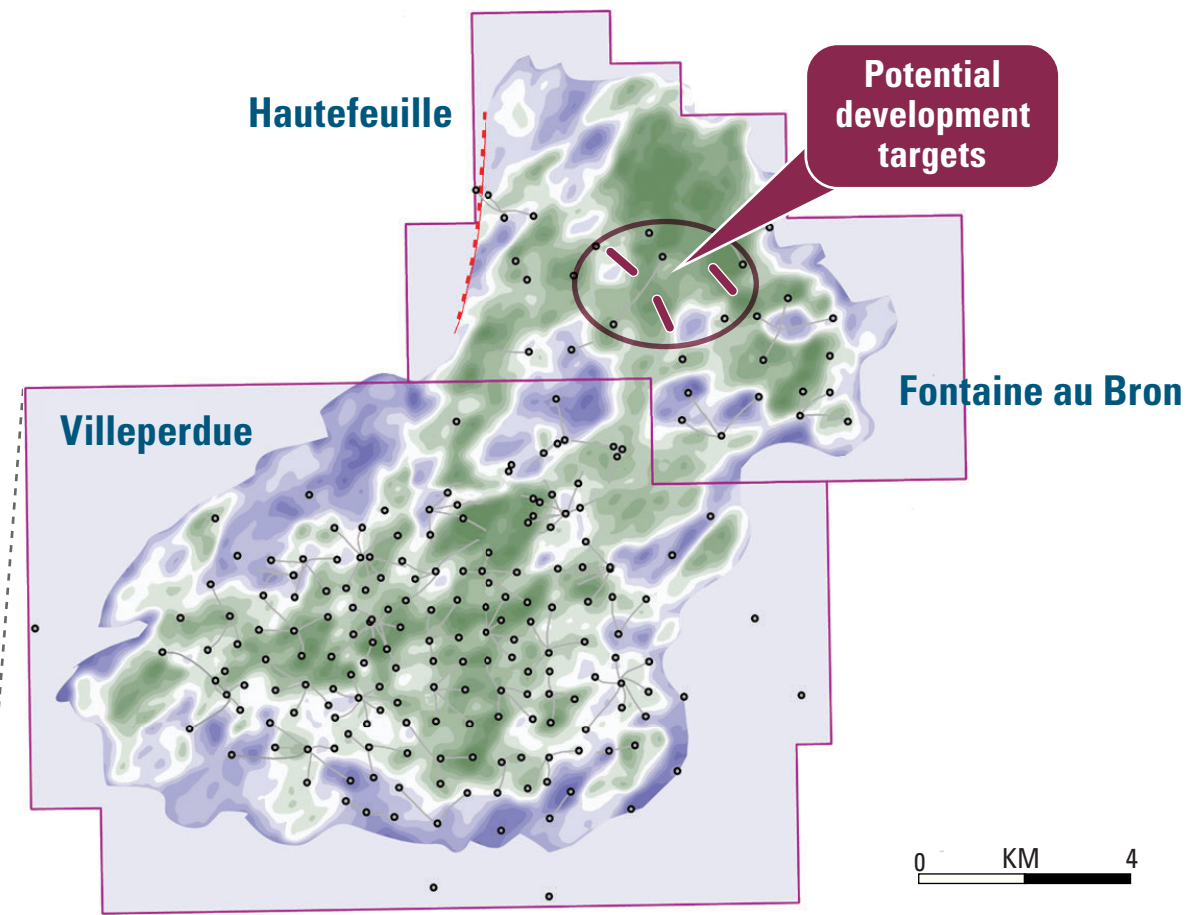 Hautefeuille
Potential
development
targets
Villeperdue
Fontaine au Bron
0 KM 4